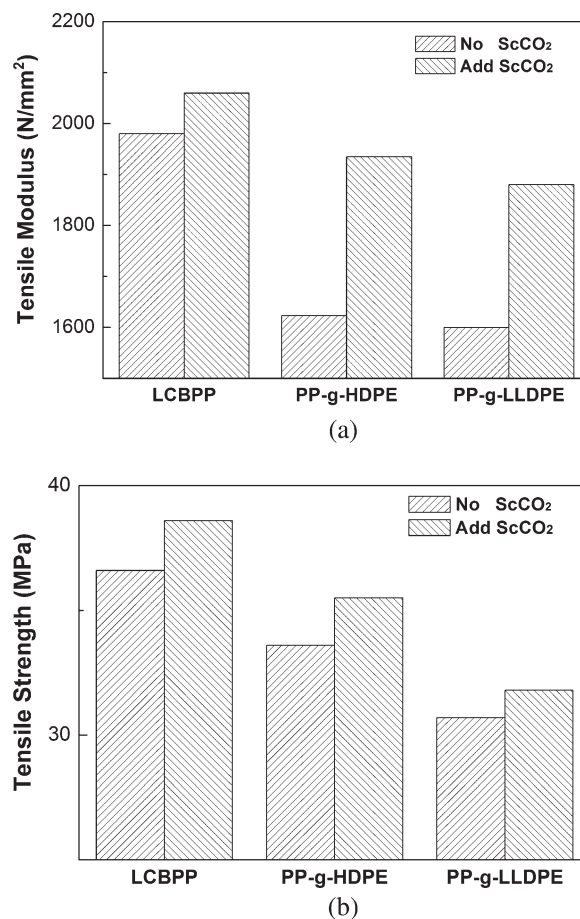 2200
2000
1800
1600
Tensile Modulus (N/mm²)
No ScCO₂
Add ScCO₂
LCBPP PP-g-HDPE PP-g-LLDPE
(a)
40
30
Tensile Strength (MPa)
No ScCO₂
Add ScCO₂
LCBPP PP-g-HDPE PP-g-LLDPE
(b)